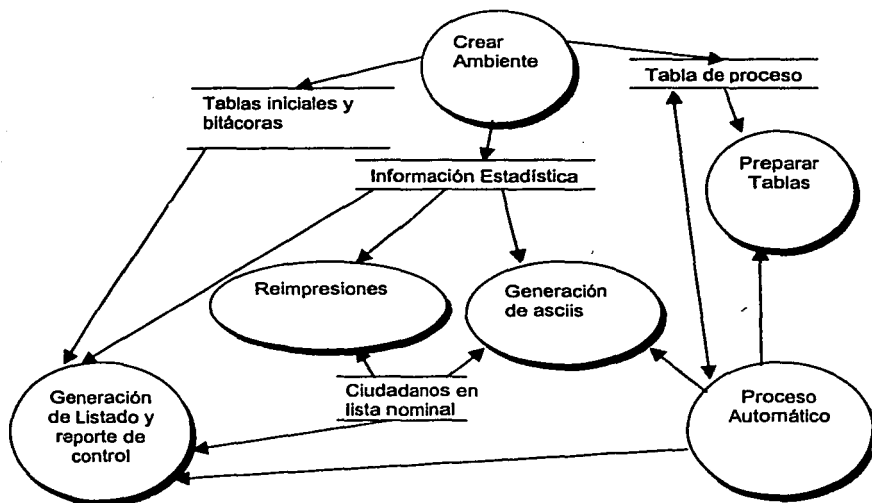 Crear
Ambiente
Tabla de proceso
Tablas iniciales y
bitácoras
Información Estadística
Preparar
Tablas
Reimpresiones
Generación
de asciis
Ciudadanos en
lista nominal
Generación
de Listado y
reporte de
control
Proceso
Automático